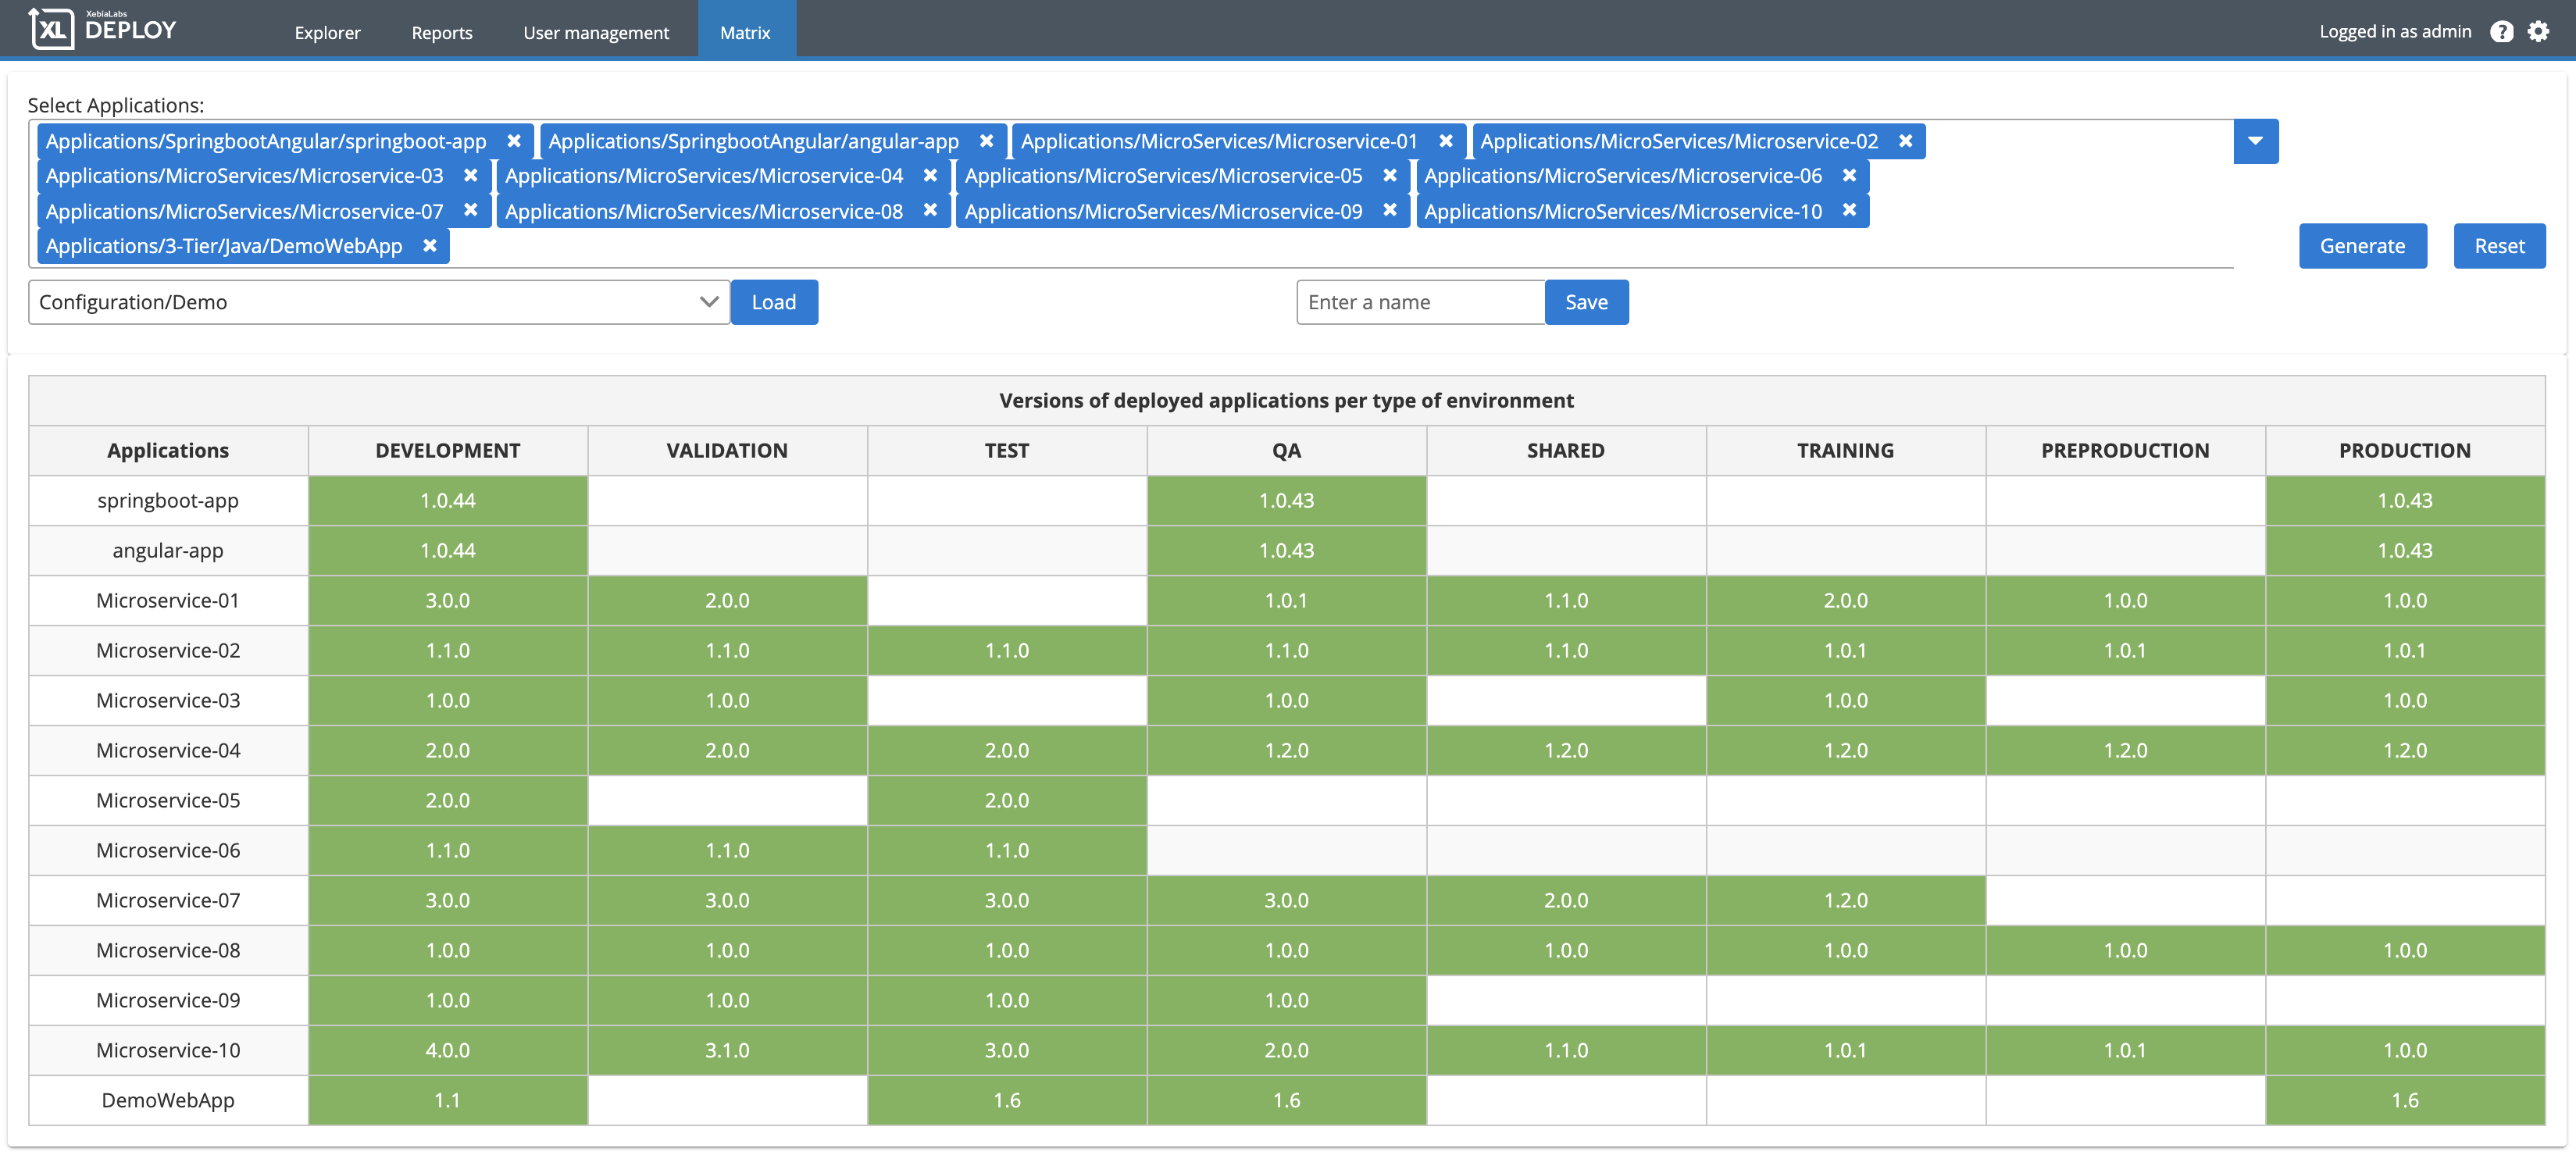 XL XebiaLabs DEPLOY Explorer Reports User management Matrix Logged in as admin ?
Select Applications:
Applications/SpringbootAngular/springboot-app ✖ Applications/SpringbootAngular/angular-app ✖ Applications/MicroServices/Microservice-01 ✖ Applications/MicroServices/Microservice-02 ✖
Applications/MicroServices/Microservice-03 ✖ Applications/MicroServices/Microservice-04 ✖ Applications/MicroServices/Microservice-05 ✖ Applications/MicroServices/Microservice-06 ✖
Applications/MicroServices/Microservice-07 ✖ Applications/MicroServices/Microservice-08 ✖ Applications/MicroServices/Microservice-09 ✖ Applications/MicroServices/Microservice-10 ✖
Applications/3-Tier/Java/DemoWebApp ✖ Generate Reset
Configuration/Demo Load Enter a name Save
Versions of deployed applications per type of environment
Applications DEVELOPMENT VALIDATION TEST QA SHARED TRAINING PREPRODUCTION PRODUCTION
springboot-app 1.0.44 1.0.43 1.0.43
angular-app 1.0.44 1.0.43 1.0.43
Microservice-01 3.0.0 2.0.0 1.0.1 1.1.0 2.0.0 1.0.0 1.0.0
Microservice-02 1.1.0 1.1.0 1.1.0 1.1.0 1.1.0 1.0.1 1.0.1 1.0.1
Microservice-03 1.0.0 1.0.0 1.0.0 1.0.0 1.0.0
Microservice-04 2.0.0 2.0.0 2.0.0 1.2.0 1.2.0 1.2.0 1.2.0 1.2.0
Microservice-05 2.0.0 2.0.0
Microservice-06 1.1.0 1.1.0 1.1.0
Microservice-07 3.0.0 3.0.0 3.0.0 3.0.0 2.0.0 1.2.0
Microservice-08 1.0.0 1.0.0 1.0.0 1.0.0 1.0.0 1.0.0 1.0.0 1.0.0
Microservice-09 1.0.0 1.0.0 1.0.0 1.0.0
Microservice-10 4.0.0 3.1.0 3.0.0 2.0.0 1.1.0 1.0.1 1.0.1 1.0.0
DemoWebApp 1.1 1.6 1.6 1.6